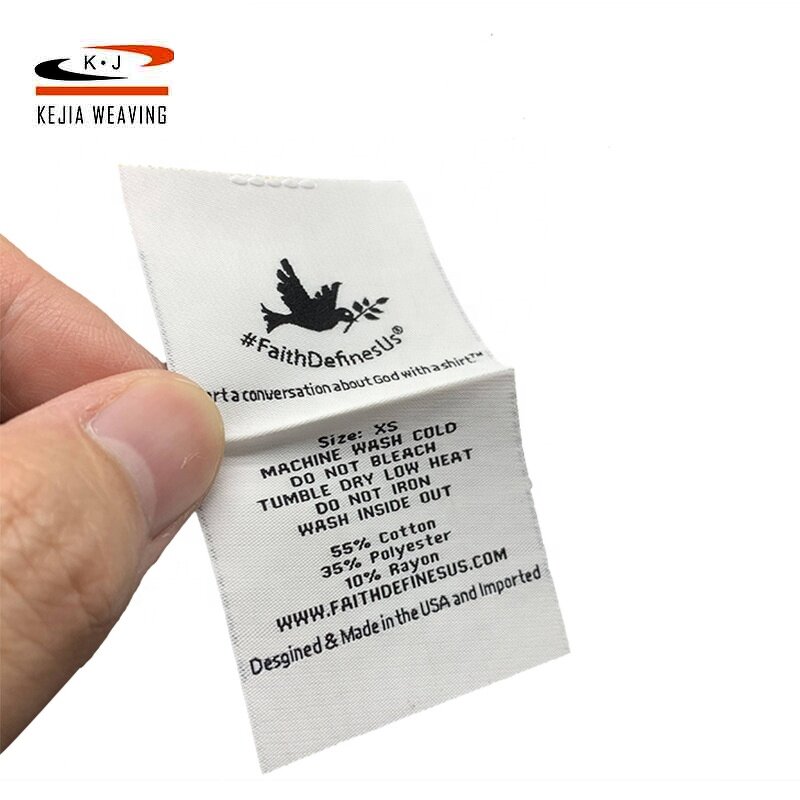 K·J
KEJIA WEAVING
#FaithDefinesUs®
a conversation about God with a shirt™
Size: XS
MACHINE WASH COLD
DO NOT BLEACH
TUMBLE DRY LOW HEAT
DO NOT IRON
WASH INSIDE OUT
55% Cotton
35% Polyester
10% Rayon
WWW.FAITHDEFINESUS.COM
Desgined & Made in the USA and Imported